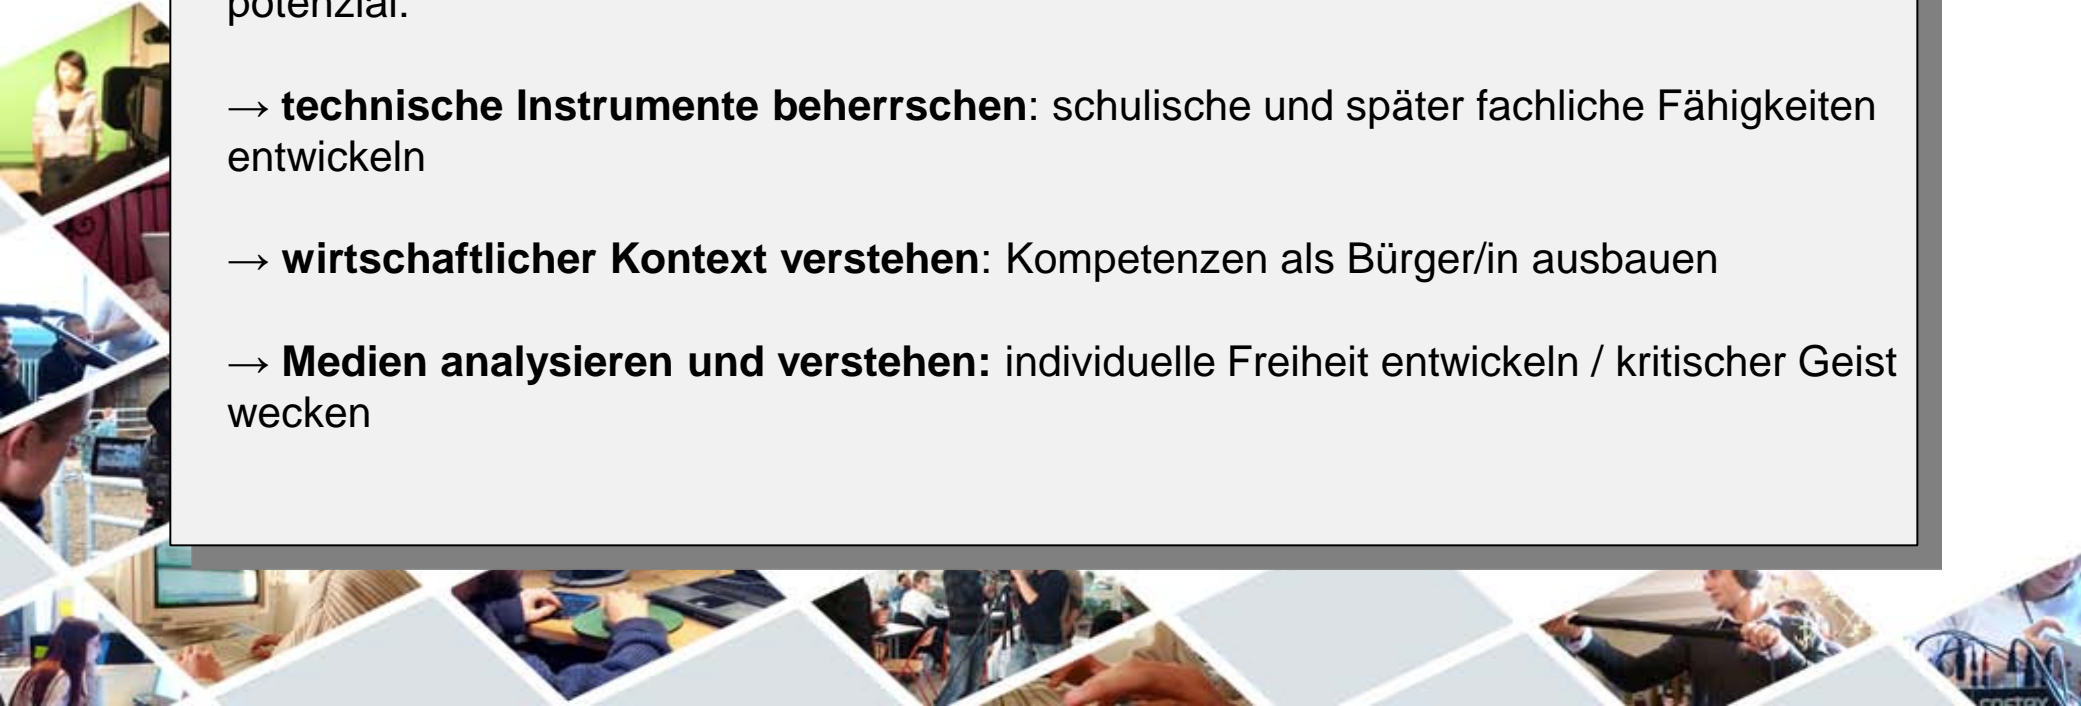 potenzial.
→ technische Instrumente beherrschen: schulische und später fachliche Fähigkeiten
entwickeln
→ wirtschaftlicher Kontext verstehen: Kompetenzen als Bürger/in ausbauen
→ Medien analysieren und verstehen: individuelle Freiheit entwickeln / kritischer Geist
wecken